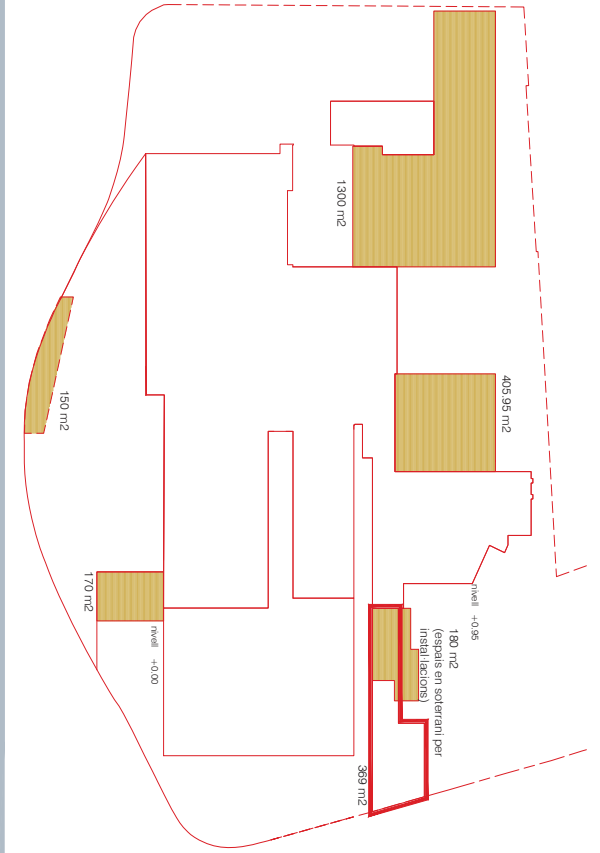 1300 m2
405.95 m2
150 m2
170 m2
nivell +0.00
nivell +0.95
180 m2
(espais en soterrani per
instal·lacions)
369 m2